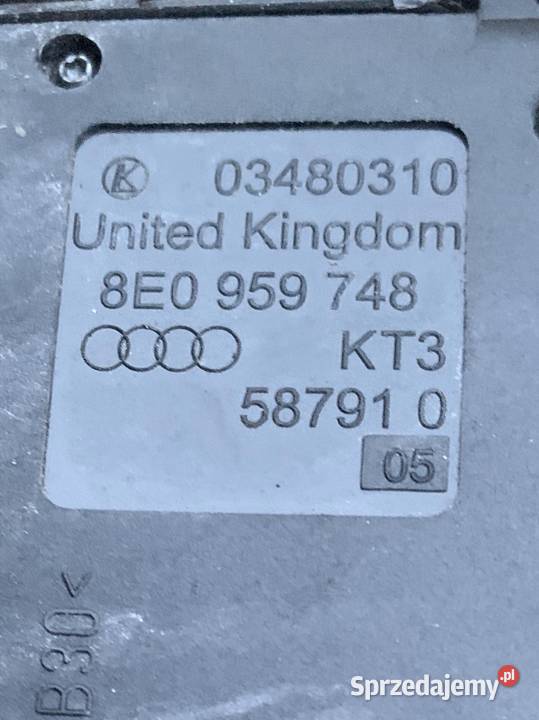 K 03480310
United Kingdom
8E0 959 748
KT3
58791 0
05
B30<
Sprzedajemy.pl